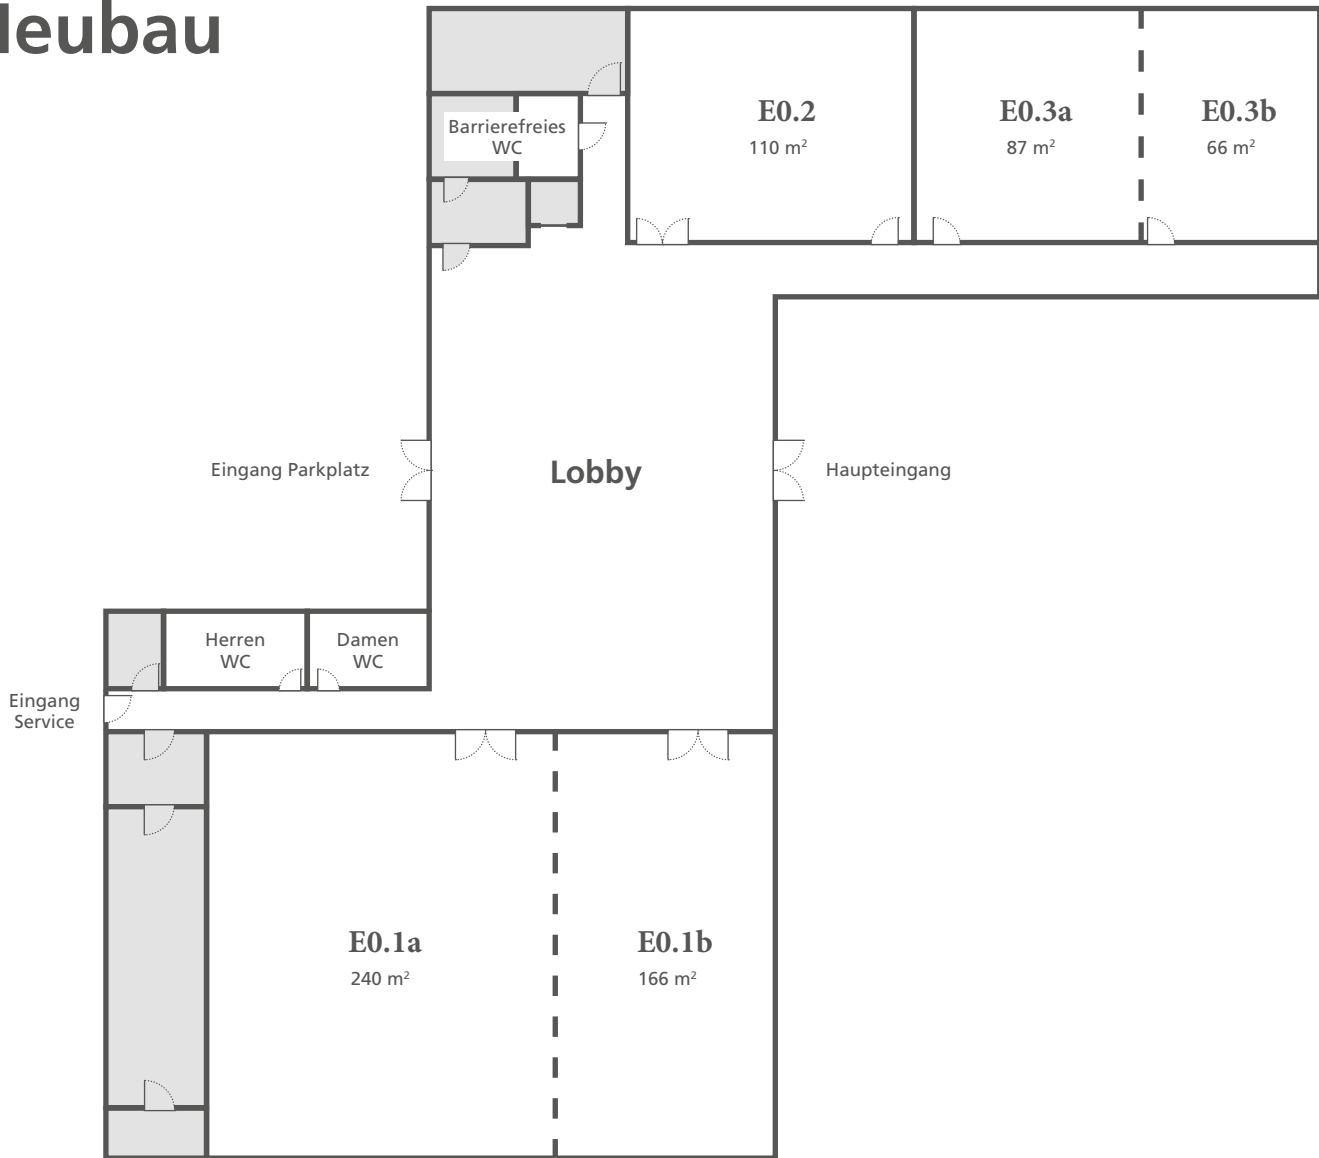 Neubau
E0.2
110 m²
E0.3a
87 m²
E0.3b
66 m²
Barrierefreies
WC
Eingang Parkplatz
Lobby
Haupteingang
Herren
WC
Damen
WC
Eingang
Service
E0.1a
240 m²
E0.1b
166 m²